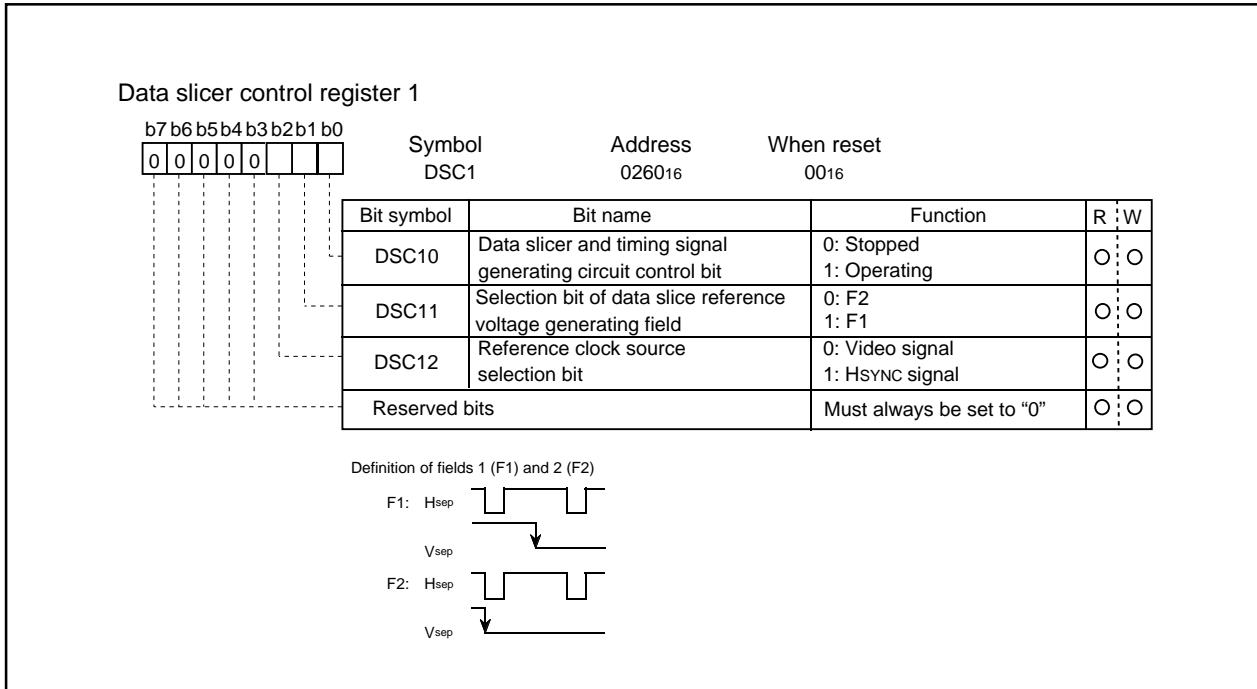 Data slicer control register 1
b7 b6 b5 b4 b3 b2 b1 b0
0 0 0 0 0
Symbol Address When reset
DSC1 026016 0016
Bit symbol Bit name Function R W
DSC10 Data slicer and timing signal generating circuit control bit 0: Stopped 1: Operating
DSC11 Selection bit of data slice reference voltage generating field 0: F2 1: F1
DSC12 Reference clock source selection bit 0: Video signal 1: HSYNC signal
Reserved bits Must always be set to “0”
Definition of fields 1 (F1) and 2 (F2)
F1: Hsep
Vsep
F2: Hsep
Vsep